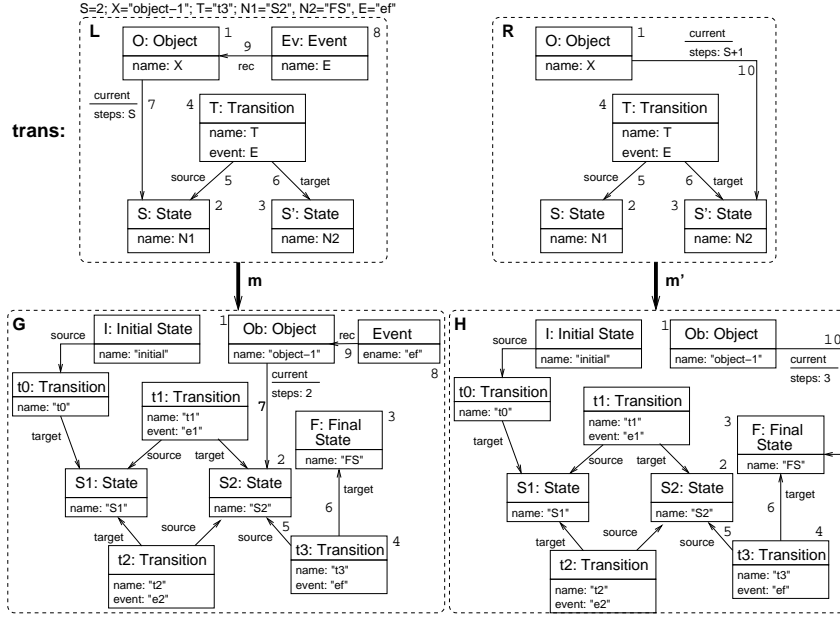 S=2; X="object−1"; T="t3"; N1="S2", N2="FS", E="ef"
trans:
L
O: Object
1
name: X
9
rec
Ev: Event
8
name: E
current
steps: S
7
4
T: Transition
name: T
event: E
source
5
6
target
S: State
2
name: N1
3
S': State
name: N2
R
O: Object
1
name: X
current
steps: S+1
10
4
T: Transition
name: T
event: E
source
5
6
target
S: State
2
name: N1
3
S': State
name: N2
m
m'
G
source
I: Initial State
name: "initial"
1
Ob: Object
name: "object−1"
rec
9
Event
ename: "ef"
8
current
steps: 2
7
t0: Transition
name: "t0"
target
t1: Transition
name: "t1"
event: "e1"
source
target
F: Final
State
name: "FS"
3
S1: State
name: "S1"
S2: State
2
name: "S2"
target
6
target
source
5
source
t2: Transition
name: "t2"
event: "e2"
t3: Transition
4
name: "t3"
event: "ef"
H
source
I: Initial State
name: "initial"
1
Ob: Object
name: "object−1"
10
current
steps: 3
t0: Transition
name: "t0"
target
t1: Transition
name: "t1"
event: "e1"
source
target
3
F: Final
State
name: "FS"
S1: State
name: "S1"
S2: State
2
name: "S2"
target
6
target
source
5
source
t2: Transition
name: "t2"
event: "e2"
t3: Transition
4
name: "t3"
event: "ef"